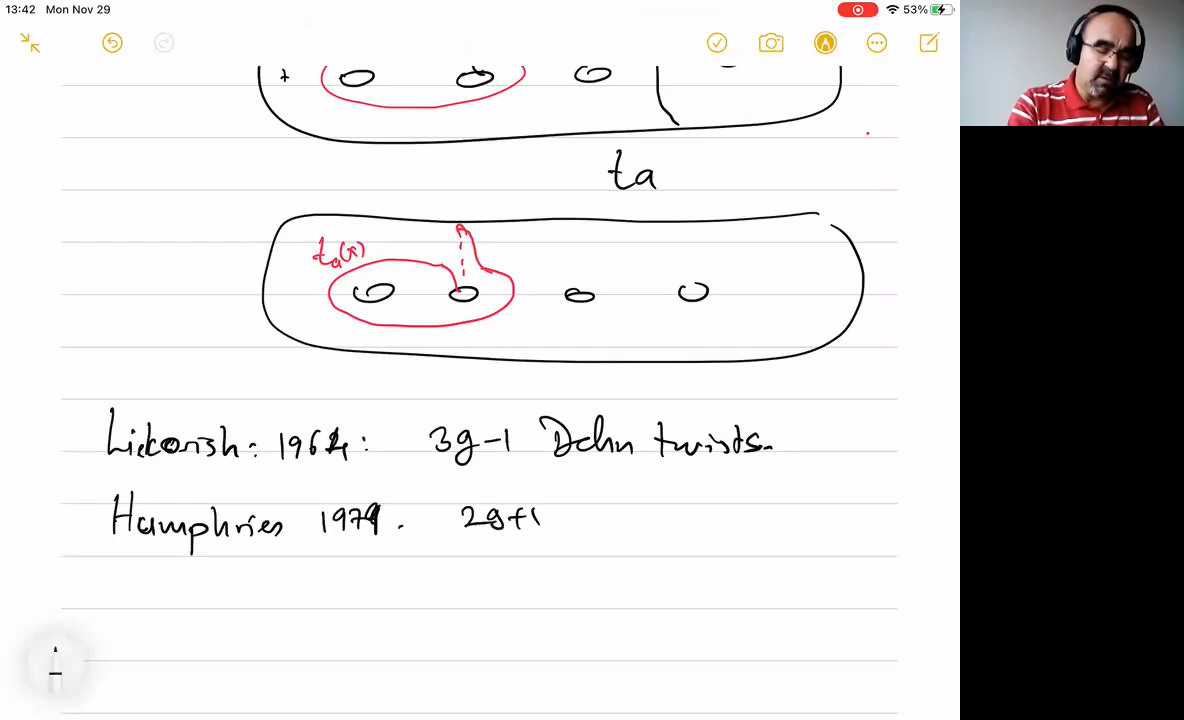 13:42 Mon Nov 29
53%
ta
ta(x)
Lickorish: 1964: 3g-1 Dehn twists.
Humphries 1979. 2g+1